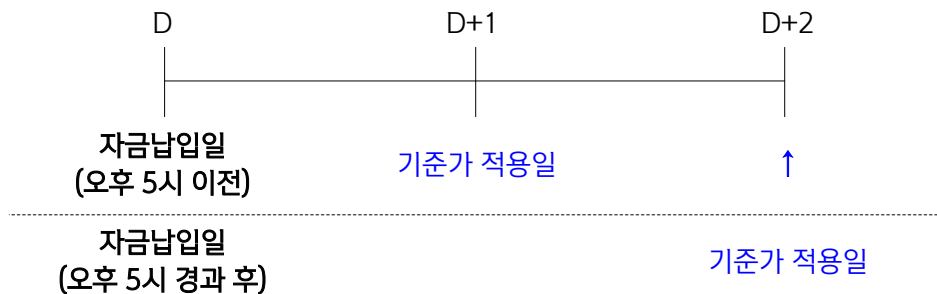 D D+1 D+2
자금납입일
(오후 5시 이전)
기준가 적용일
↑
자금납입일
(오후 5시 경과 후)
기준가 적용일